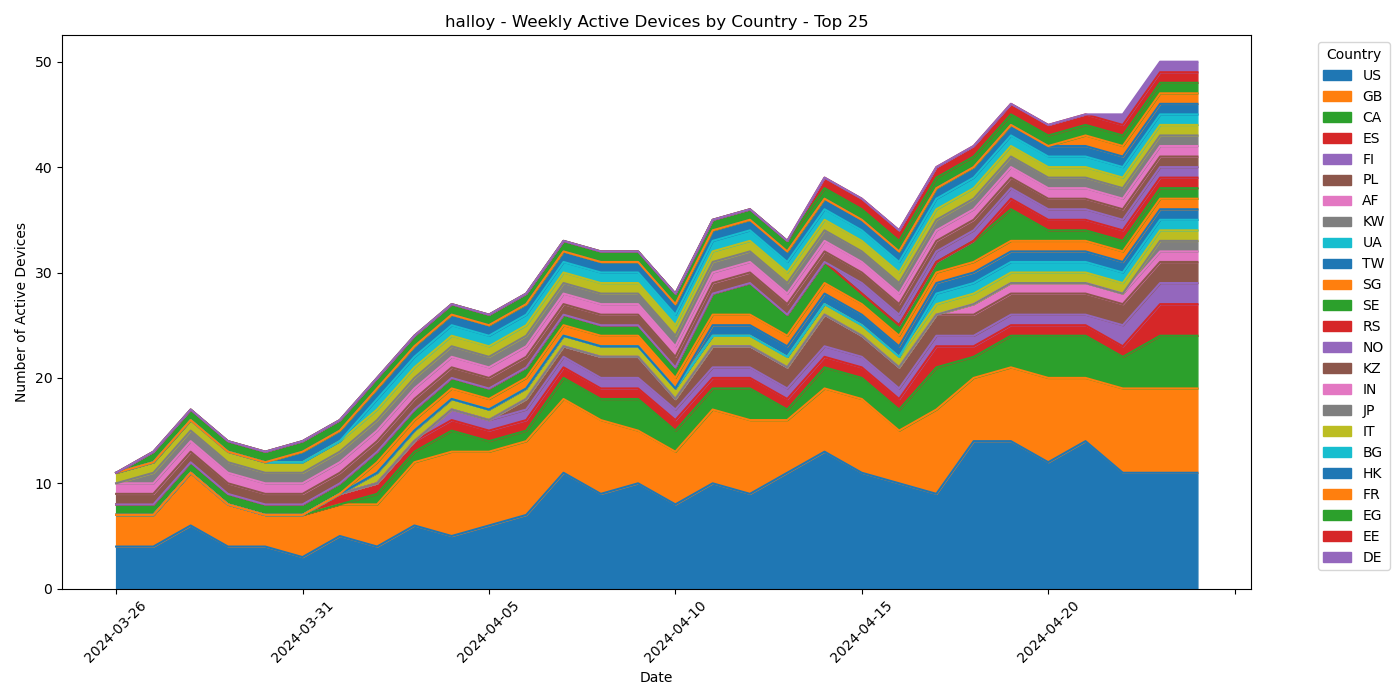 halloy - Weekly Active Devices by Country - Top 25
50
40
30
20
10
0
Number of Active Devices
2024-03-26
2024-03-31
2024-04-05
2024-04-10
2024-04-15
2024-04-20
Date
Country
US
GB
CA
ES
FI
PL
AF
KW
UA
TW
SG
SE
RS
NO
KZ
IN
JP
IT
BG
HK
FR
EG
EE
DE